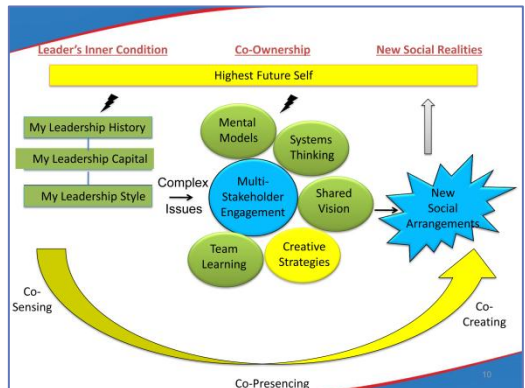 Leader's Inner Condition
Co-Ownership
New Social Realities
Highest Future Self
My Leadership History
My Leadership Capital
My Leadership Style
Complex
Issues
Mental
Models
Systems
Thinking
Multi-
Stakeholder
Engagement
Shared
Vision
Team
Learning
Creative
Strategies
New
Social
Arrangements
Co-
Sensing
Co-Presencing
Co-
Creating
10